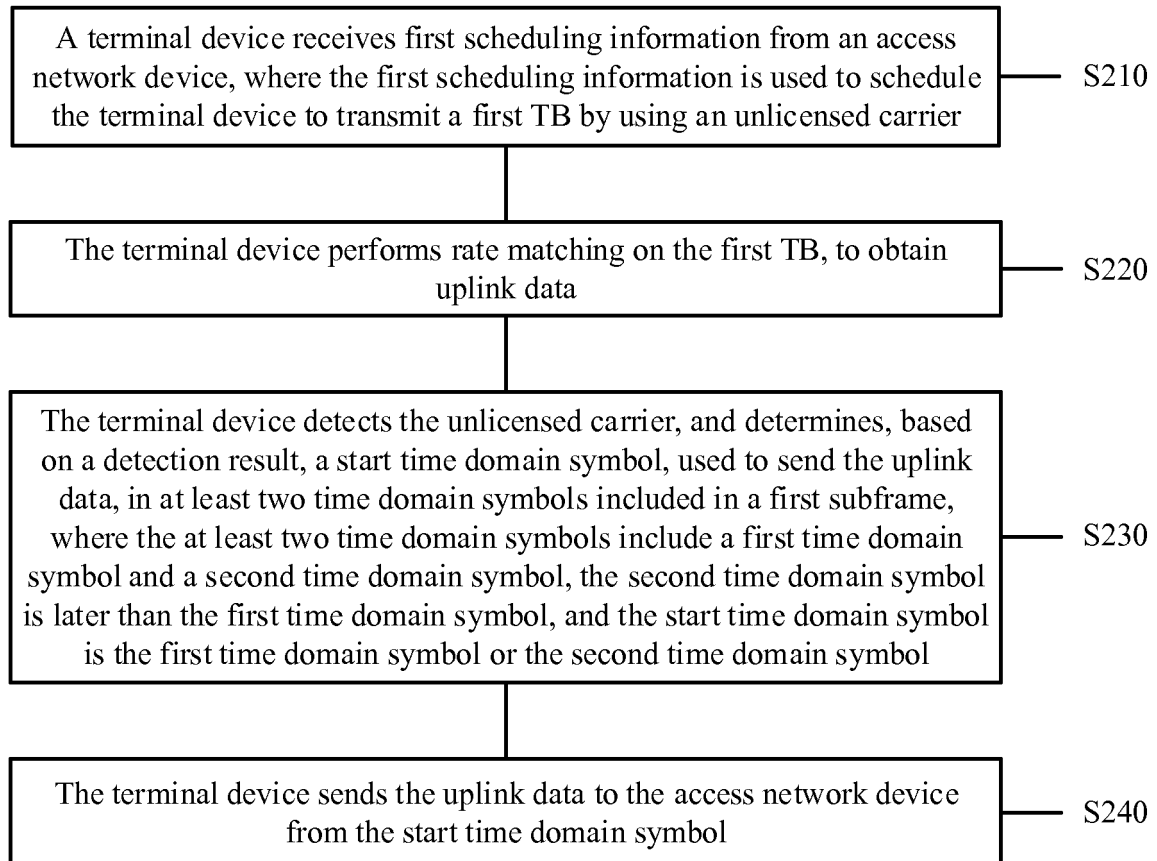 A terminal device receives first scheduling information from an access
network device, where the first scheduling information is used to schedule
the terminal device to transmit a first TB by using an unlicensed carrier
S210
The terminal device performs rate matching on the first TB, to obtain
uplink data
S220
The terminal device detects the unlicensed carrier, and determines, based
on a detection result, a start time domain symbol, used to send the uplink
data, in at least two time domain symbols included in a first subframe,
where the at least two time domain symbols include a first time domain
symbol and a second time domain symbol, the second time domain symbol
is later than the first time domain symbol, and the start time domain symbol
is the first time domain symbol or the second time domain symbol
S230
The terminal device sends the uplink data to the access network device
from the start time domain symbol
S240